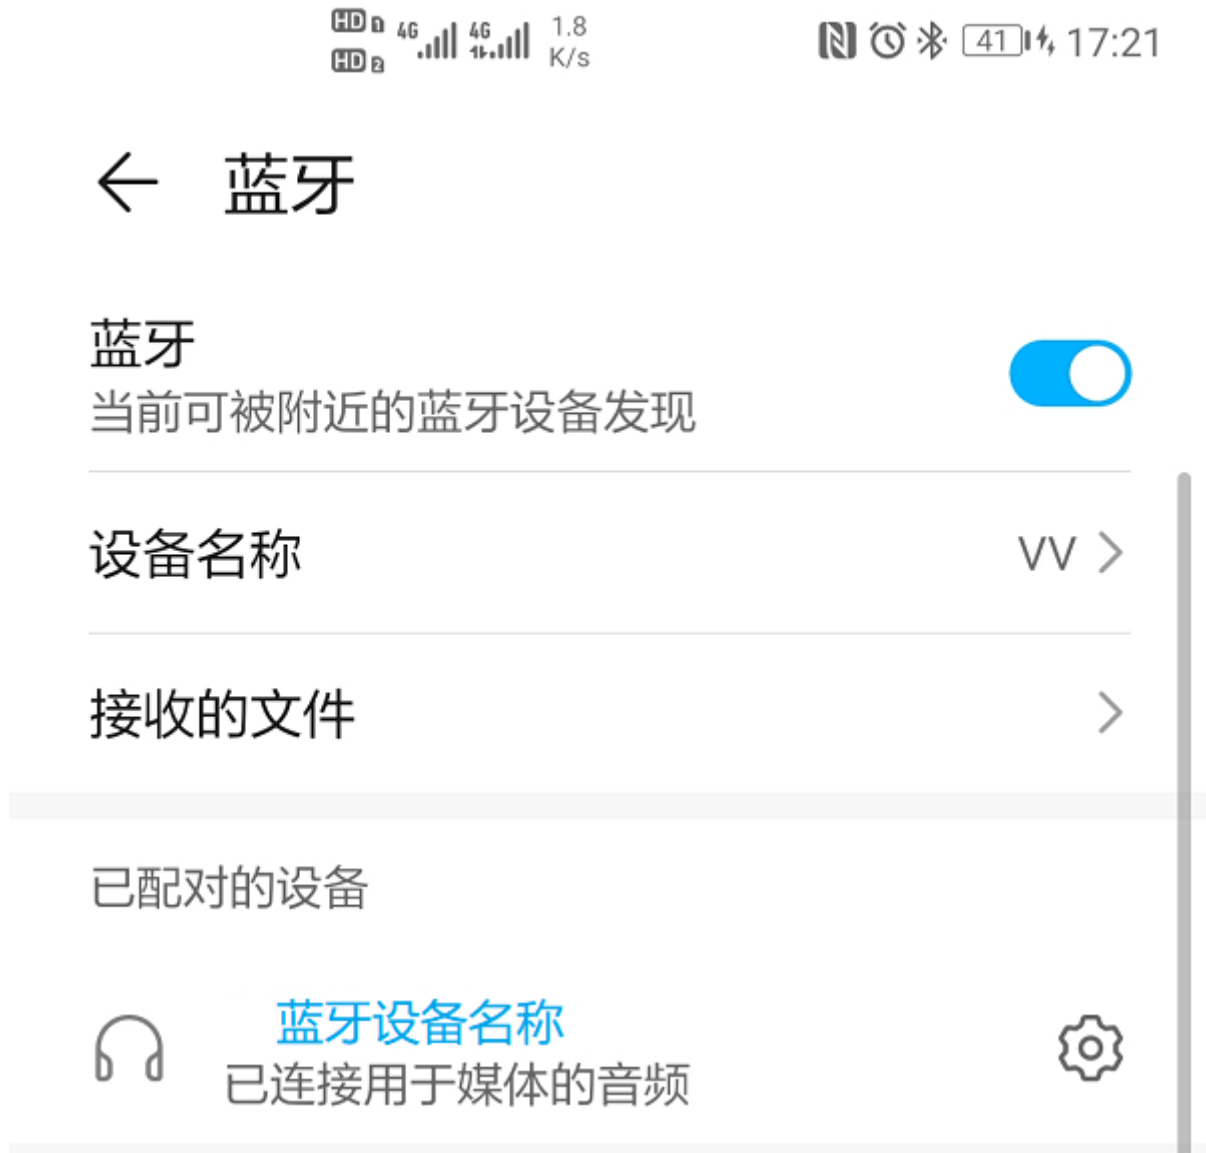 HD 1 4G 4G 1.8 41 17:21
HD 2 K/s
蓝牙
蓝牙
当前可被附近的蓝牙设备发现
设备名称 VV
接收的文件
已配对的设备
蓝牙设备名称
已连接用于媒体的音频